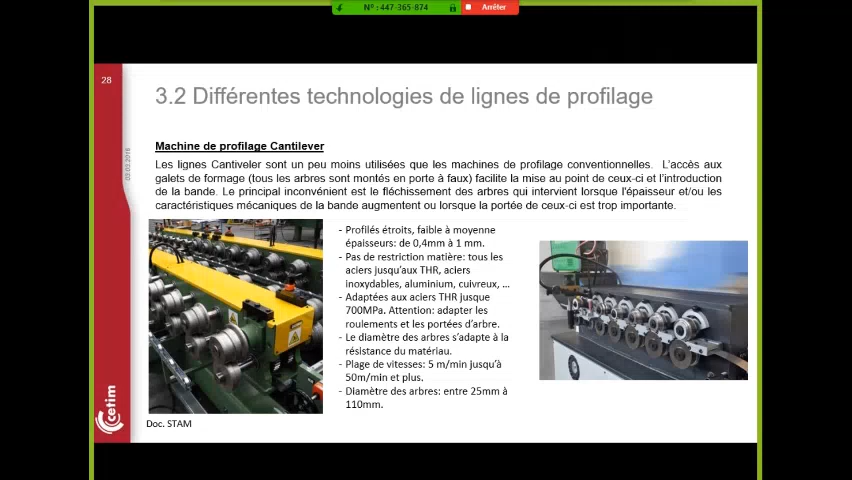 N° : 447-365-874
Arrêter
28
3.2 Différentes technologies de lignes de profilage
Machine de profilage Cantilever
Les lignes Cantiveler sont un peu moins utilisées que les machines de profilage conventionnelles. L'accès aux
galets de formage (tous les arbres sont montés en porte à faux) facilite la mise au point de ceux-ci et l'introduction
de la bande. Le principal inconvénient est le fléchissement des arbres qui intervient lorsque l'épaisseur et/ou les
caractéristiques mécaniques de la bande augmentent ou lorsque la portée de ceux-ci est trop importante.
- Profilés étroits, faible à moyenne
épaisseurs: de 0,4mm à 1 mm.
- Pas de restriction matière: tous les
aciers jusqu'aux THR, aciers
inoxydables, aluminium, cuivreux, ...
- Adaptées aux aciers THR jusque
700MPa. Attention: adapter les
roulements et les portées d'arbre.
- Le diamètre des arbres s'adapte à la
résistance du matériau.
- Plage de vitesses: 5 m/min jusqu'à
50m/min et plus.
- Diamètre des arbres: entre 25mm à
110mm.
cetim
Doc. STAM